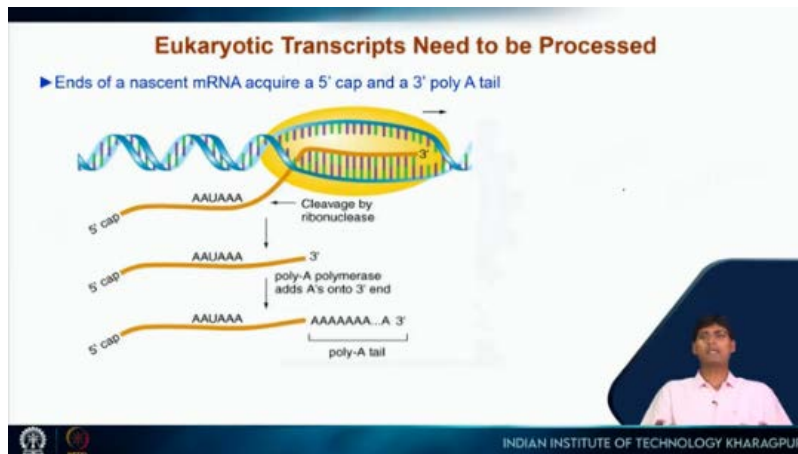 Eukaryotic Transcripts Need to be Processed
►Ends of a nascent mRNA acquire a 5' cap and a 3' poly A tail
3'
AAUAAA
5' cap
Cleavage by
ribonuclease
AAUAAA
3'
5' cap
poly-A polymerase
adds A's onto 3' end
AAUAAA
AAAAAAA...A 3'
5' cap
poly-A tail
INDIAN INSTITUTE OF TECHNOLOGY KHARAGPUR